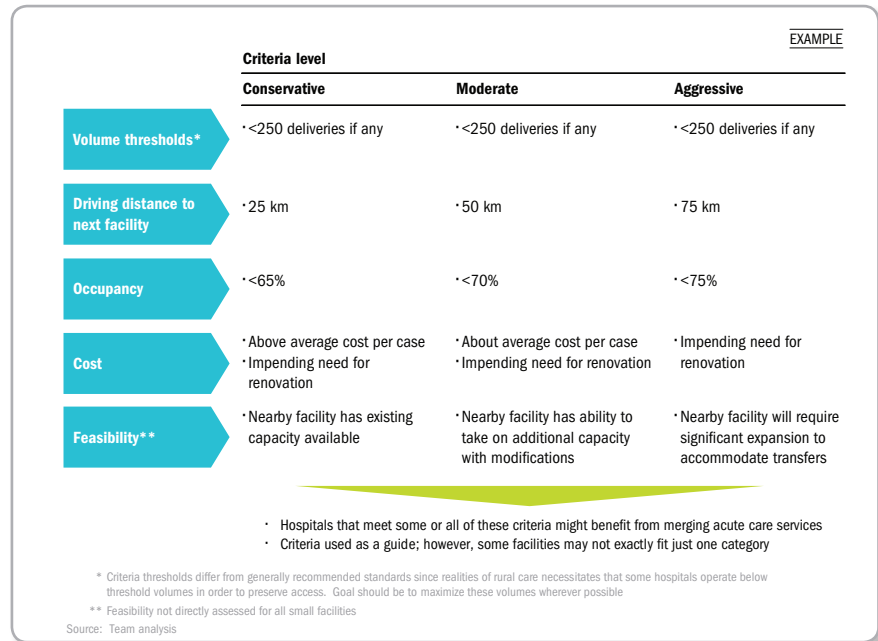 EXAMPLE
Criteria level
Conservative Moderate Aggressive
Volume thresholds*
· <250 deliveries if any
· <250 deliveries if any
· <250 deliveries if any
Driving distance to
next facility
· 25 km
· 50 km
· 75 km
Occupancy
· <65%
· <70%
· <75%
Cost
· Above average cost per case
· Impending need for
renovation
· About average cost per case
· Impending need for renovation
· Impending need for
renovation
Feasibility**
· Nearby facility has existing
capacity available
· Nearby facility has ability to
take on additional capacity
with modifications
· Nearby facility will require
significant expansion to
accommodate transfers
· Hospitals that meet some or all of these criteria might benefit from merging acute care services
· Criteria used as a guide; however, some facilities may not exactly fit just one category
* Criteria thresholds differ from generally recommended standards since realities of rural care necessitates that some hospitals operate below
threshold volumes in order to preserve access. Goal should be to maximize these volumes wherever possible
** Feasibility not directly assessed for all small facilities
Source: Team analysis